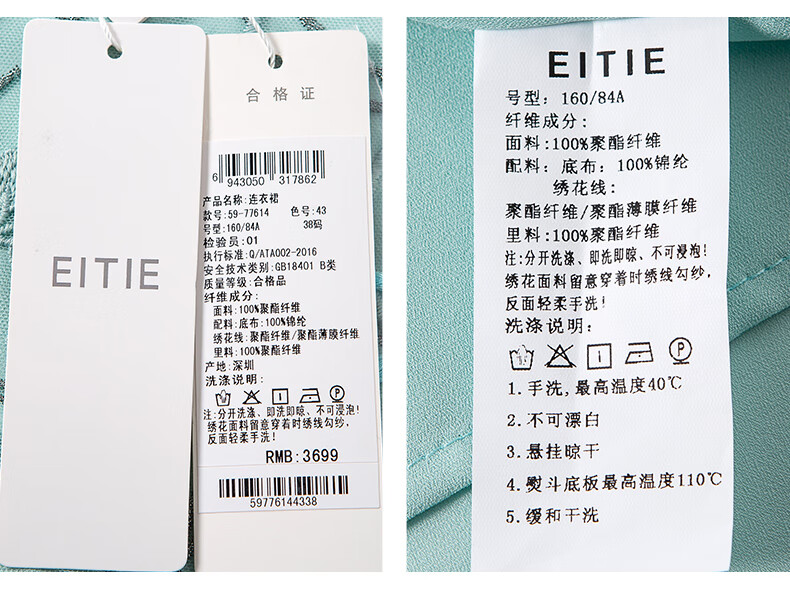 EITIE
合格证
6 943050 317862
产品名称:连衣裙
款号:59-77614 色号:43
号型:160/84A 38码
检验员:01
执行标准:Q/ATA002-2016
安全技术类别:GB18401 B类
质量等级:合格品
纤维成分:
面料:100%聚酯纤维
配料:底布:100%锦纶
绣花线:聚酯纤维/聚酯薄膜纤维
里料:100%聚酯纤维
产地:深圳
洗涤说明:
注:分开洗涤、即洗即晾、不可浸泡!
绣花面料留意穿着时绣线勾纱,
反面轻柔手洗!
RMB:3699
59776144338
EITIE
号型: 160/84A
纤维成分:
面料:100%聚酯纤维
配料: 底布: 100%锦纶
绣花线:
聚酯纤维/聚酯薄膜纤维
里料:100%聚酯纤维
注:分开洗涤、即洗即晾、不可浸泡!
绣花面料留意穿着时绣线勾纱,
反面轻柔手洗!
洗涤说明:
1.手洗,最高温度40℃
2.不可漂白
3.悬挂晾干
4.熨斗底板最高温度110℃
5.缓和干洗